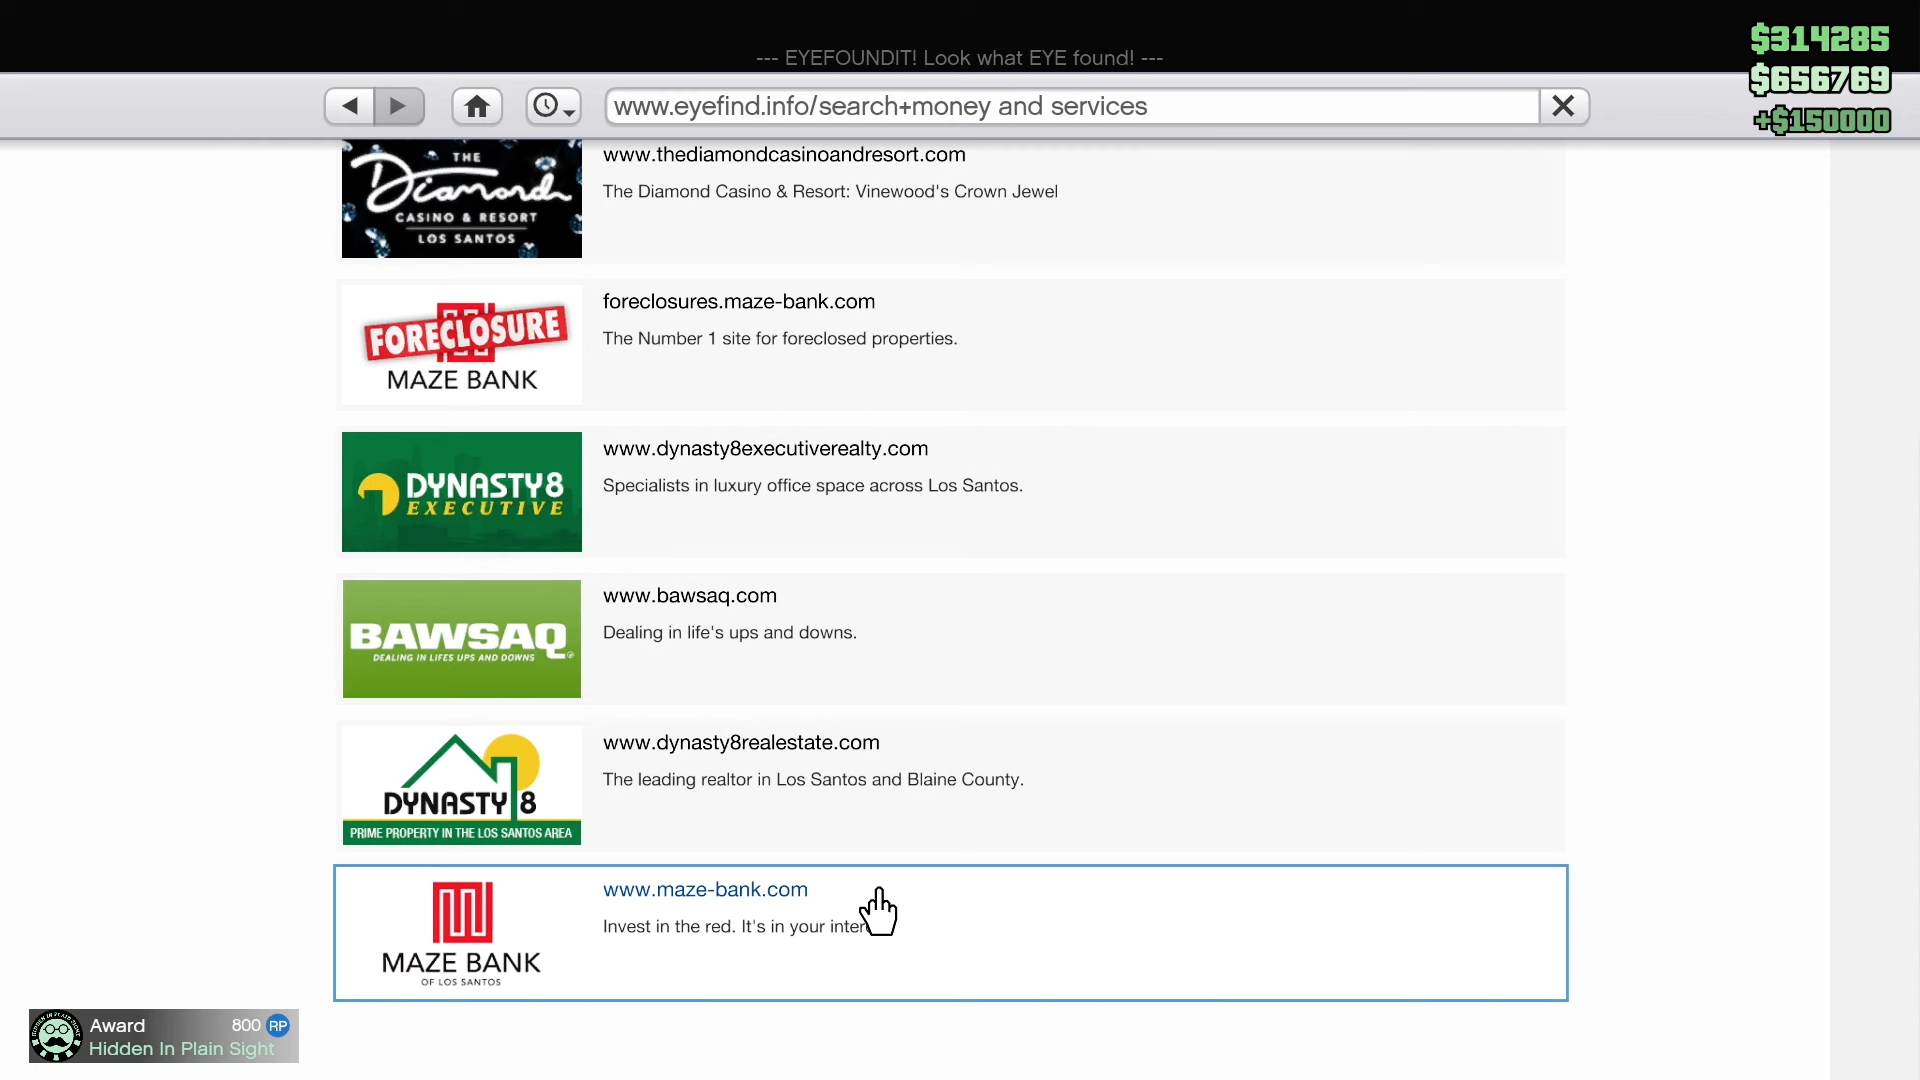 --- EYEFOUNDIT! Look what EYE found! ---
$314285
$656769
+$150000
www.eyefind.info/search+money and services
THE
Diamond
CASINO & RESORT
LOS SANTOS
www.thediamondcasinoandresort.com
The Diamond Casino & Resort: Vinewood's Crown Jewel
FORECLOSURE
MAZE BANK
foreclosures.maze-bank.com
The Number 1 site for foreclosed properties.
DYNASTY8
EXECUTIVE
www.dynasty8executiverealty.com
Specialists in luxury office space across Los Santos.
BAWSAQ
DEALING IN LIFES UPS AND DOWNS
www.bawsaq.com
Dealing in life's ups and downs.
DYNASTY 8
PRIME PROPERTY IN THE LOS SANTOS AREA
www.dynasty8realestate.com
The leading realtor in Los Santos and Blaine County.
MAZE BANK
OF LOS SANTOS
www.maze-bank.com
Invest in the red. It's in your inter
Award 800 RP
Hidden In Plain Sight